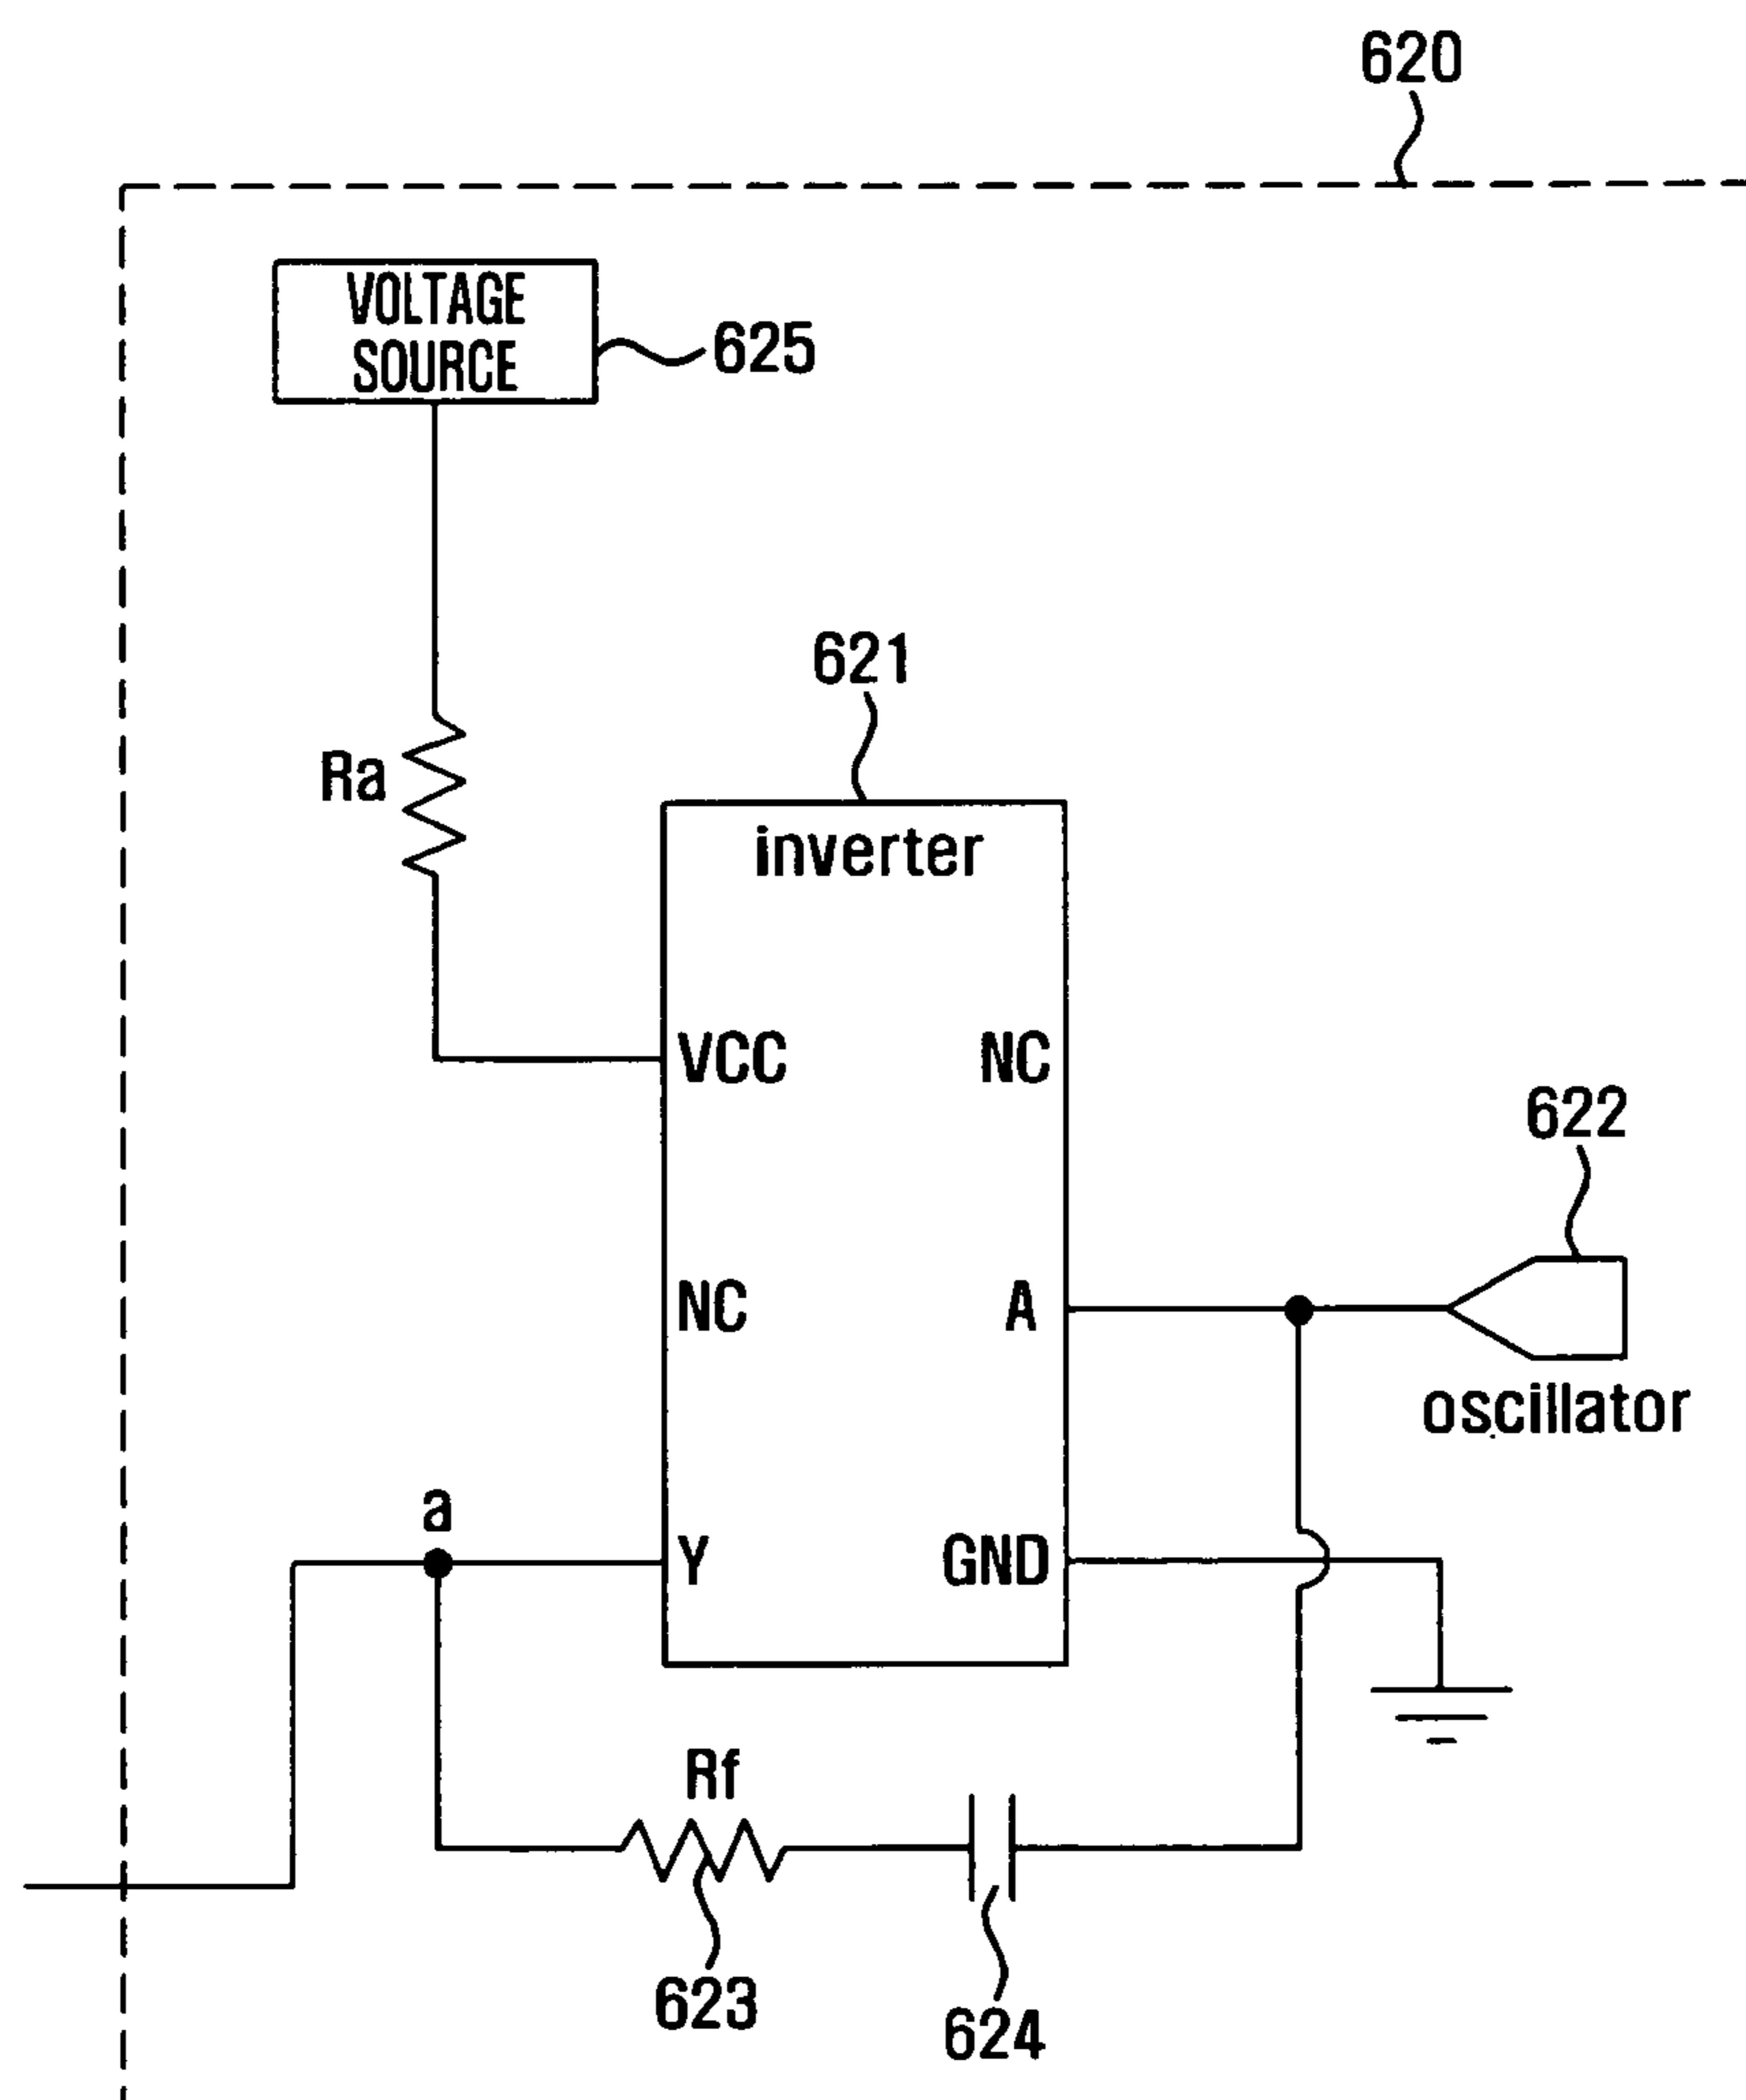 620
VOLTAGE
SOURCE
625
621
Ra
inverter
VCC NC
622
NC A
oscillator
a
Y GND
Rf
623
624